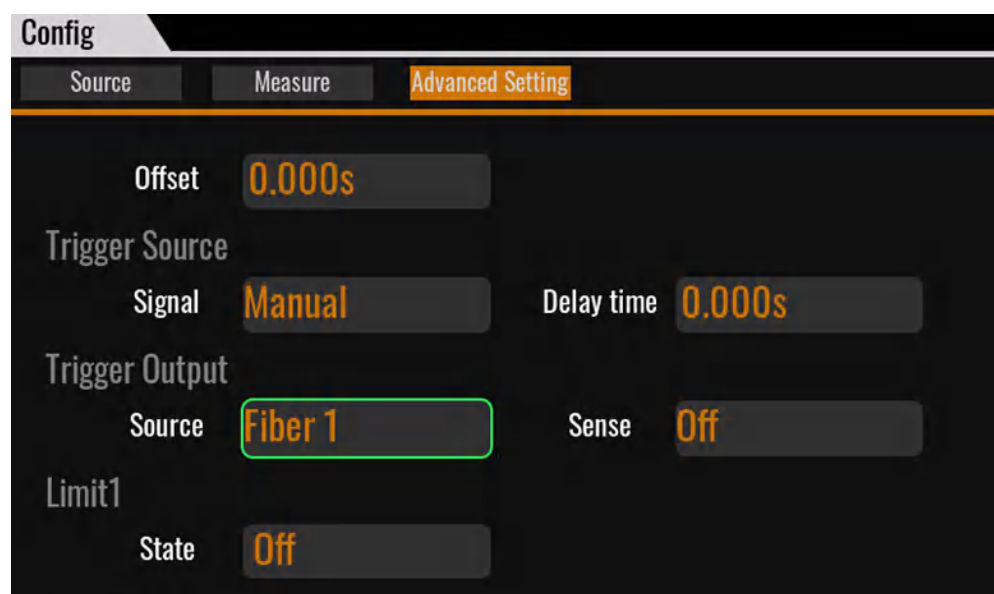 Config
Source Measure Advanced Setting
Offset 0.000s
Trigger Source
Signal Manual Delay time 0.000s
Trigger Output
Source Fiber 1 Sense Off
Limit1
State Off